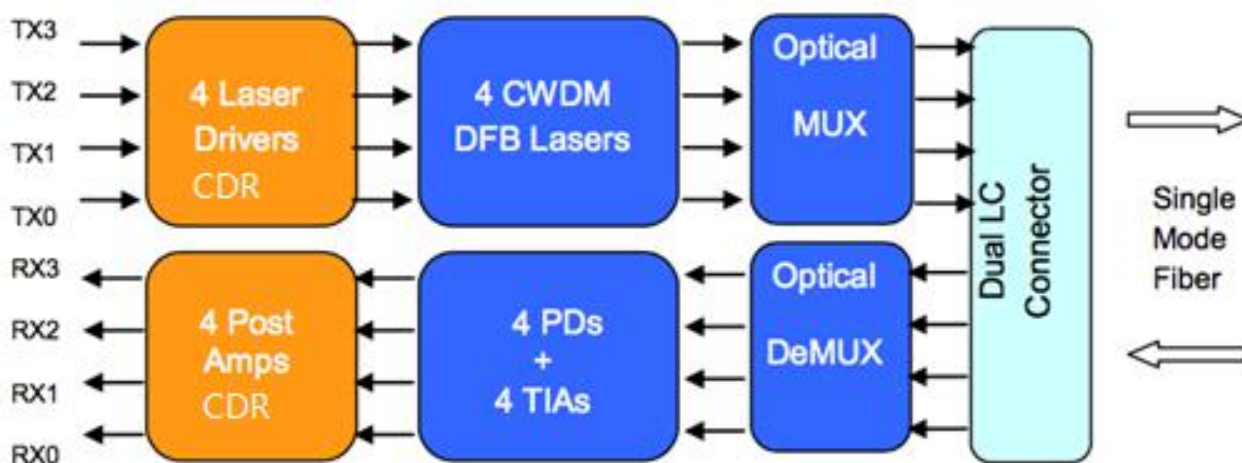 TX3
TX2
TX1
TX0
4 Laser
Drivers
CDR
4 CWDM
DFB Lasers
Optical
MUX
Dual LC
Connector
Single
Mode
Fiber
RX3
RX2
RX1
RX0
4 Post
Amps
CDR
4 PDs
+
4 TIAs
Optical
DeMUX